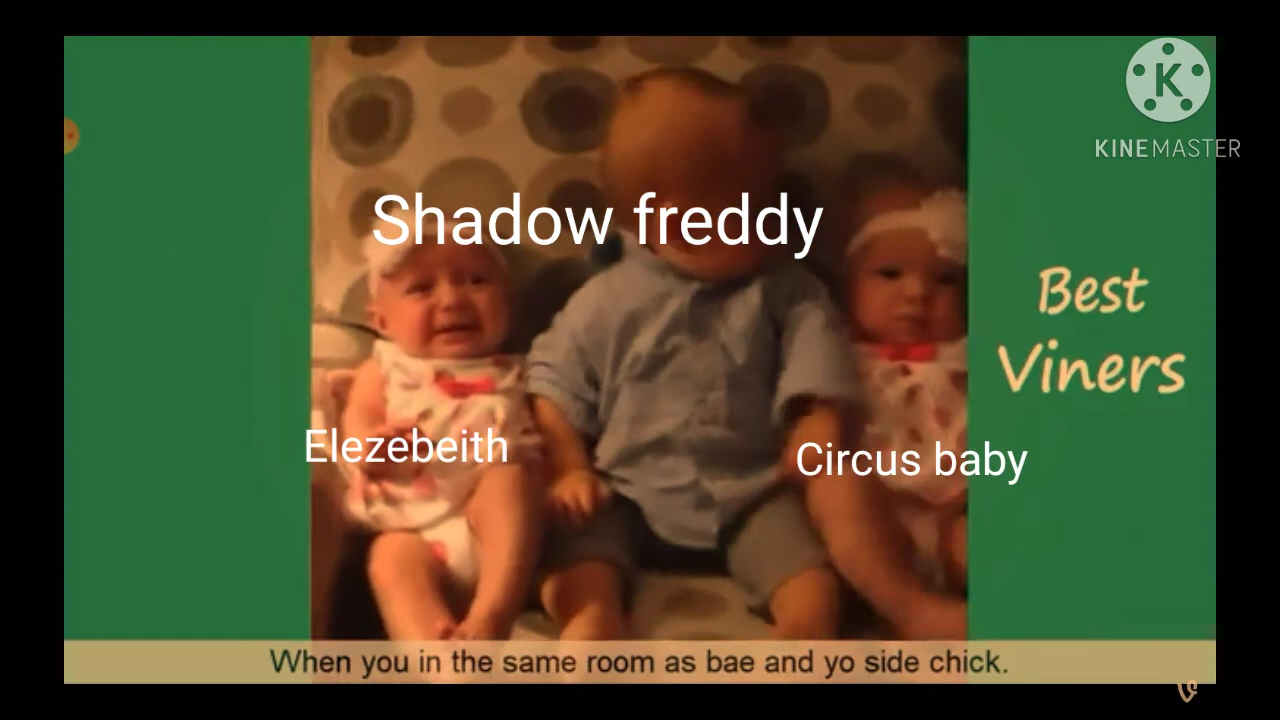 K
KINEMASTER
Shadow freddy
Best
Viners
Elezebeith
Circus baby
When you in the same room as bae and yo side chick.